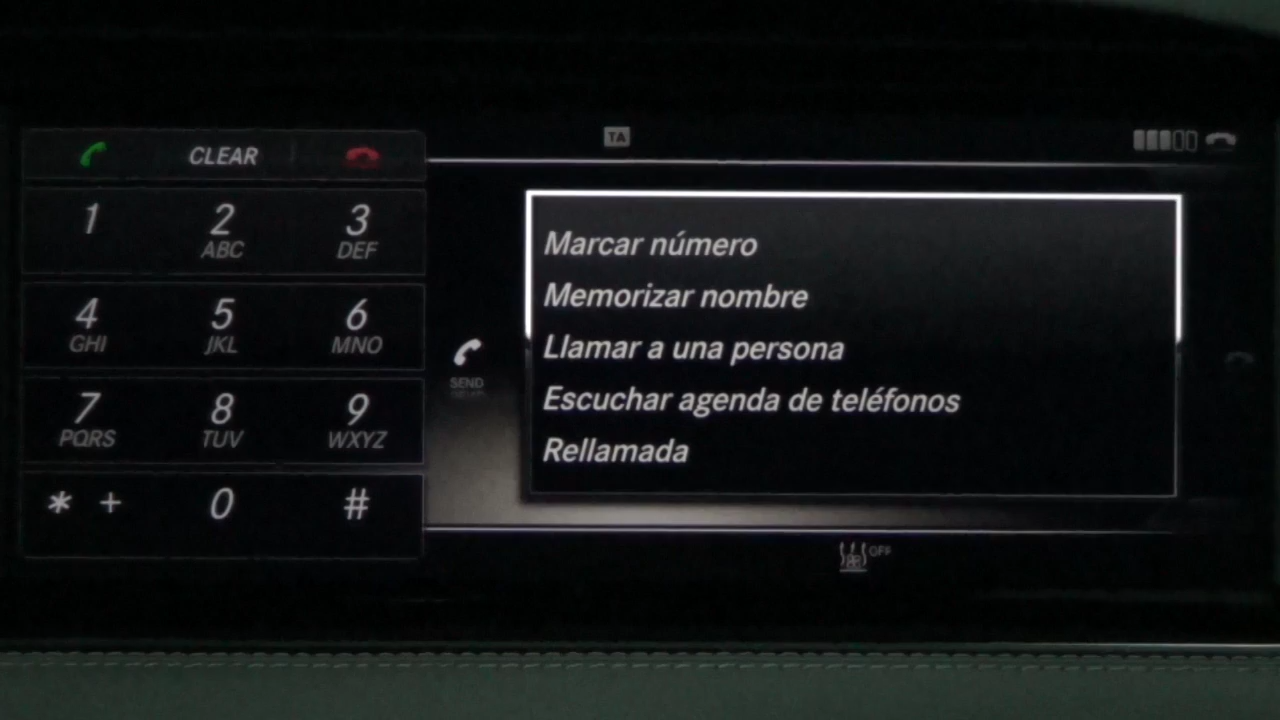 TA
CLEAR
1 2 3
ABC DEF
4 5 6
GHI JKL MNO
7 8 9
PQRS TUV WXYZ
* + 0 #
SEND
Marcar número
Memorizar nombre
Llamar a una persona
Escuchar agenda de teléfonos
Rellamada
OFF